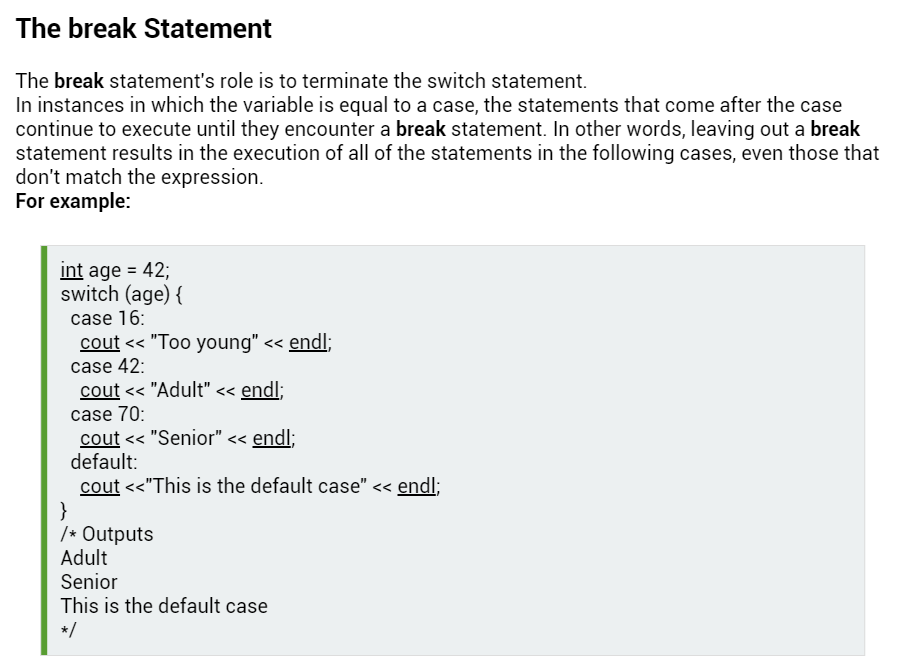 The break Statement
The break statement's role is to terminate the switch statement.
In instances in which the variable is equal to a case, the statements that come after the case
continue to execute until they encounter a break statement. In other words, leaving out a break
statement results in the execution of all of the statements in the following cases, even those that
don't match the expression.
For example:
int age = 42;
switch (age) {
case 16:
cout << "Too young" << endl;
case 42:
cout << "Adult" << endl;
case 70:
cout << "Senior" << endl;
default:
cout <<"This is the default case" << endl;
}
/* Outputs
Adult
Senior
This is the default case
*/